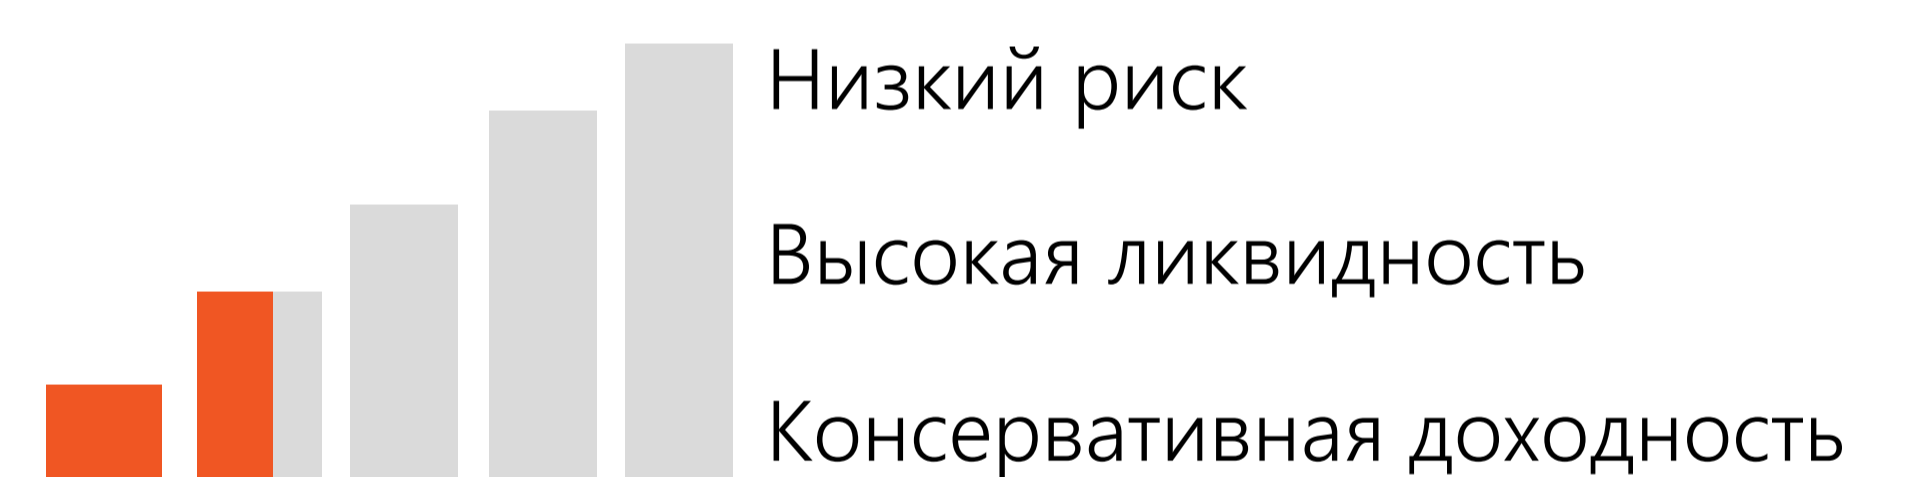 Низкий риск
Высокая ликвидность
Консервативная доходность